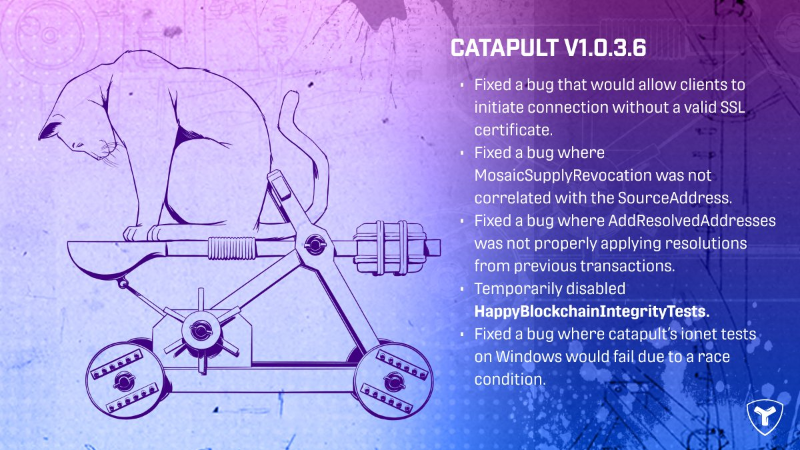 CATAPULT V1.0.3.6
• Fixed a bug that would allow clients to
initiate connection without a valid SSL
certificate.
• Fixed a bug where
MosaicSupplyRevocation was not
correlated with the SourceAddress.
• Fixed a bug where AddResolvedAddresses
was not properly applying resolutions
from previous transactions.
• Temporarily disabled
HappyBlockchainIntegrityTests.
• Fixed a bug where catapult's ionet tests
on Windows would fail due to a race
condition.